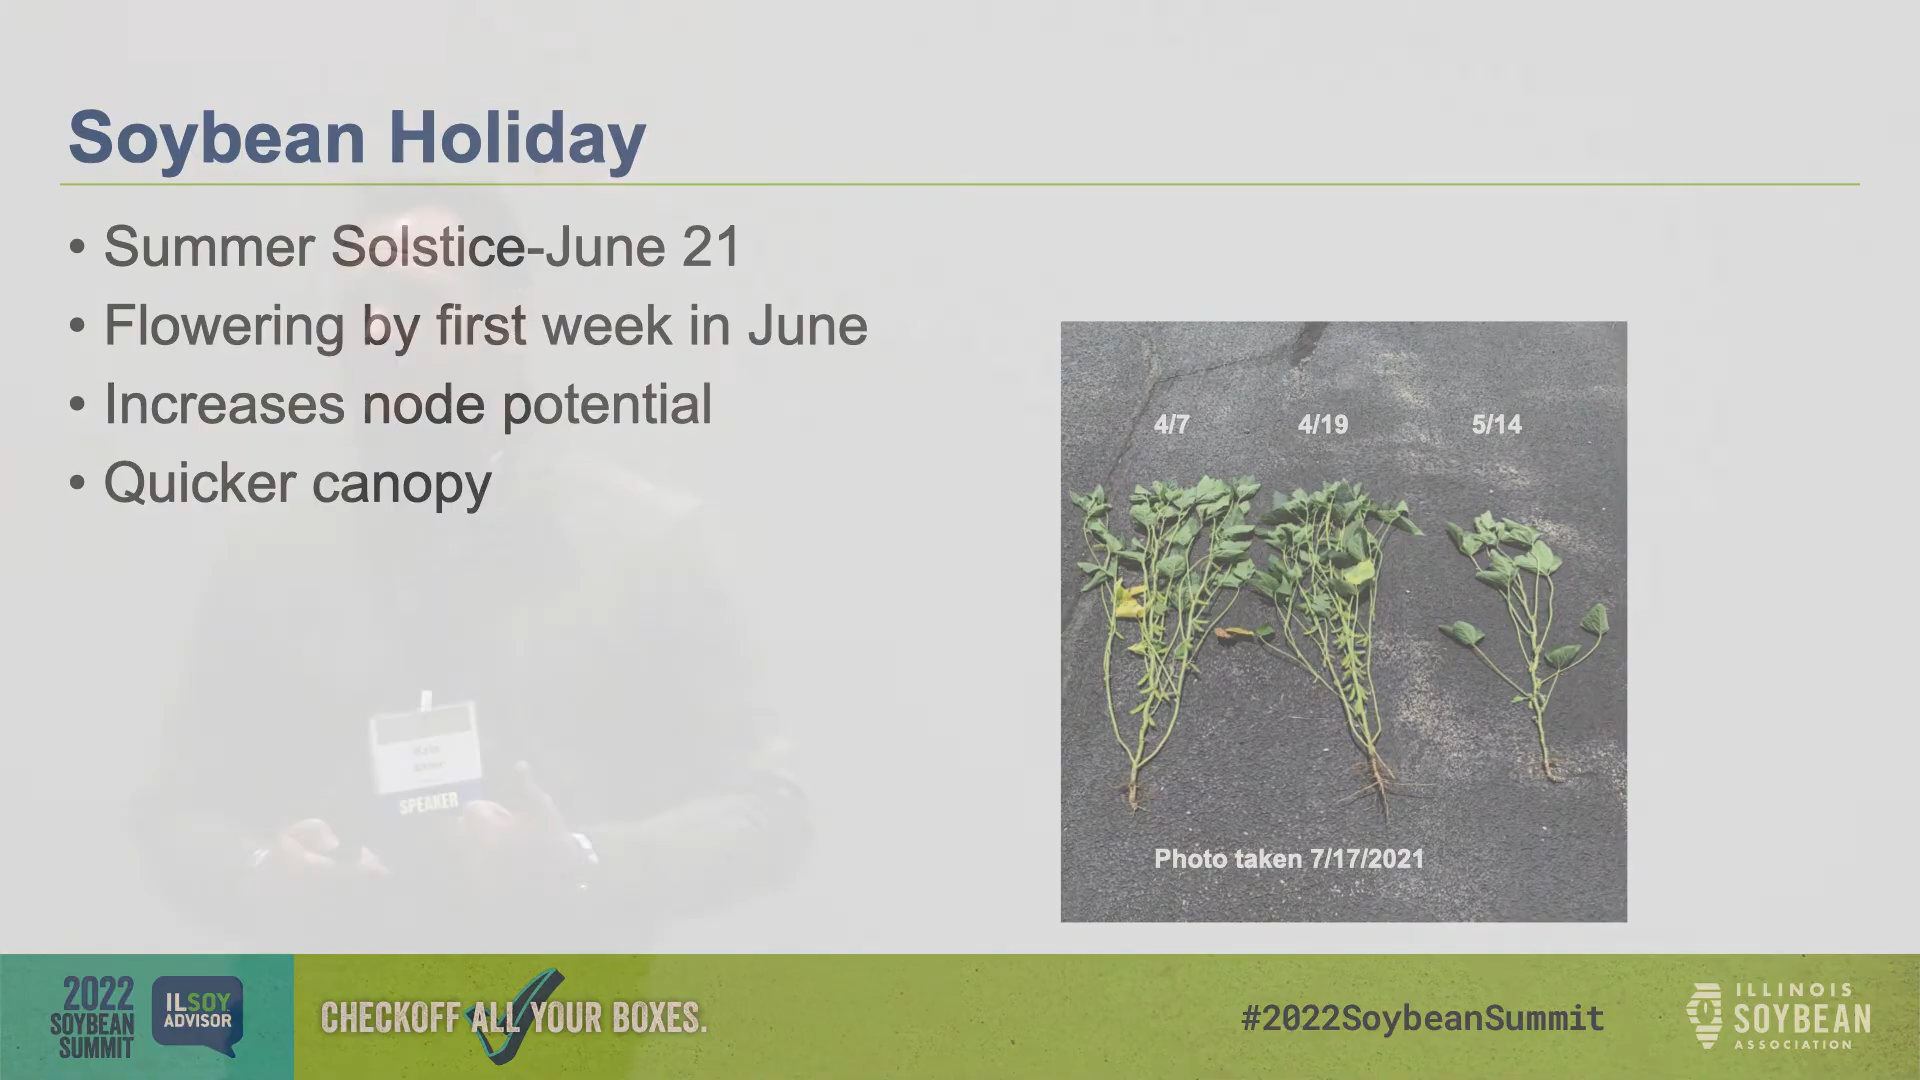 Soybean Holiday
• Summer Solstice-June 21
• Flowering by first week in June
• Increases node potential
• Quicker canopy
4/7 4/19 5/14
Photo taken 7/17/2021
SPEAKER
2022
SOYBEAN
SUMMIT
ILSOY
ADVISOR
CHECKOFF ALL YOUR BOXES.
#2022SoybeanSummit
ILLINOIS
SOYBEAN
ASSOCIATION